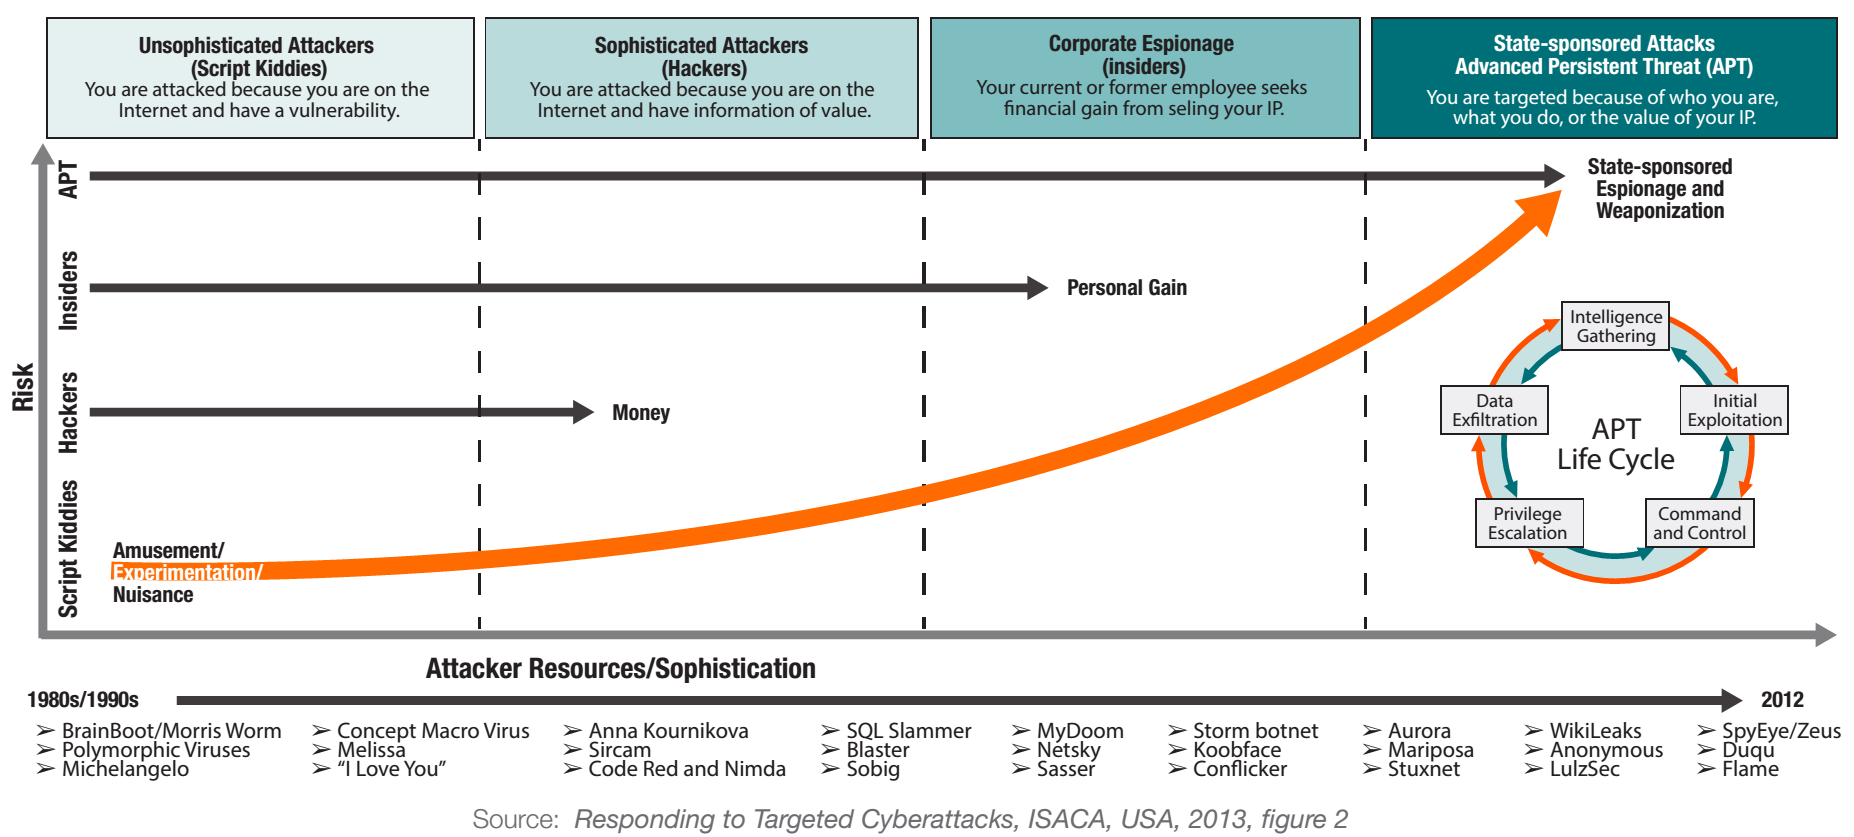 Unsophisticated Attackers
(Script Kiddies)
You are attacked because you are on the
Internet and have a vulnerability.
Sophisticated Attackers
(Hackers)
You are attacked because you are on the
Internet and have information of value.
Corporate Espionage
(insiders)
Your current or former employee seeks
financial gain from seling your IP.
State-sponsored Attacks
Advanced Persistent Threat (APT)
You are targeted because of who you are,
what you do, or the value of your IP.
Risk
APT
Insiders
Hackers
Script Kiddies
State-sponsored
Espionage and
Weaponization
Personal Gain
Money
Amusement/
Experimentation/
Nuisance
Intelligence
Gathering
Initial
Exploitation
Command
and Control
Privilege
Escalation
Data
Exfiltration
APT
Life Cycle
Attacker Resources/Sophistication
1980s/1990s
2012
➢ BrainBoot/Morris Worm
➢ Polymorphic Viruses
➢ Michelangelo
➢ Concept Macro Virus
➢ Melissa
➢ “I Love You”
➢ Anna Kournikova
➢ Sircam
➢ Code Red and Nimda
➢ SQL Slammer
➢ Blaster
➢ Sobig
➢ MyDoom
➢ Netsky
➢ Sasser
➢ Storm botnet
➢ Koobface
➢ Conflicker
➢ Aurora
➢ Mariposa
➢ Stuxnet
➢ WikiLeaks
➢ Anonymous
➢ LulzSec
➢ SpyEye/Zeus
➢ Duqu
➢ Flame
Source: Responding to Targeted Cyberattacks, ISACA, USA, 2013, figure 2